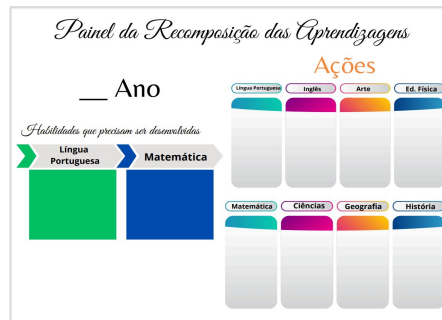 Painel da Recomposição das Aprendizagens
Ações
__ Ano
Língua Portuguesa
Inglês
Arte
Ed. Física
Habilidades que precisam ser desenvolvidas
Língua
Portuguesa
Matemática
Matemática
Ciências
Geografia
História